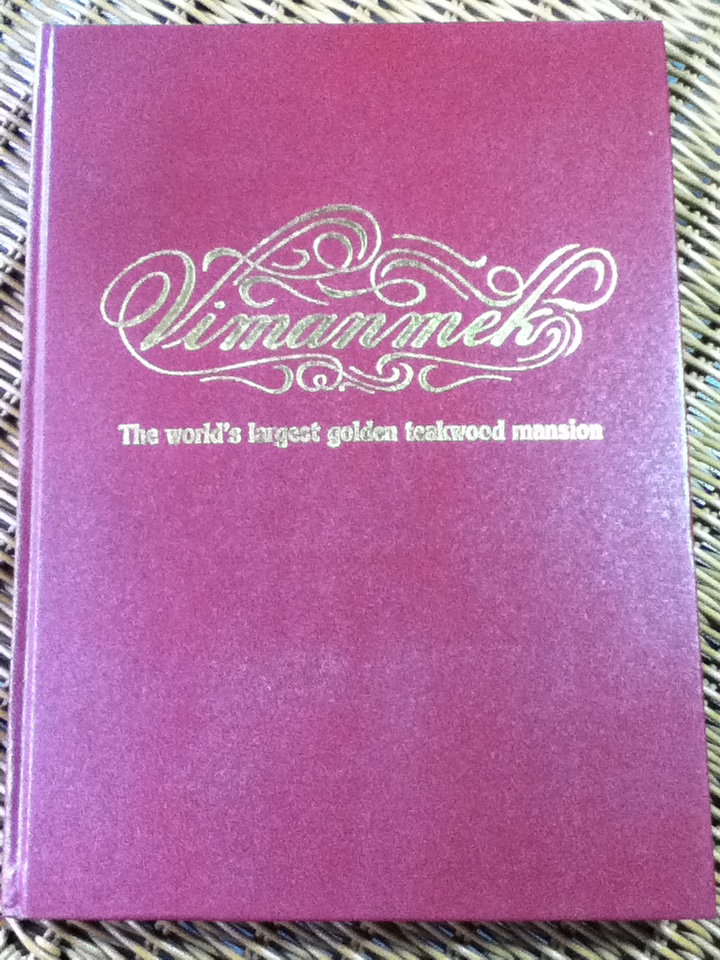 Vimanmek
The world's largest golden teakwood mansion